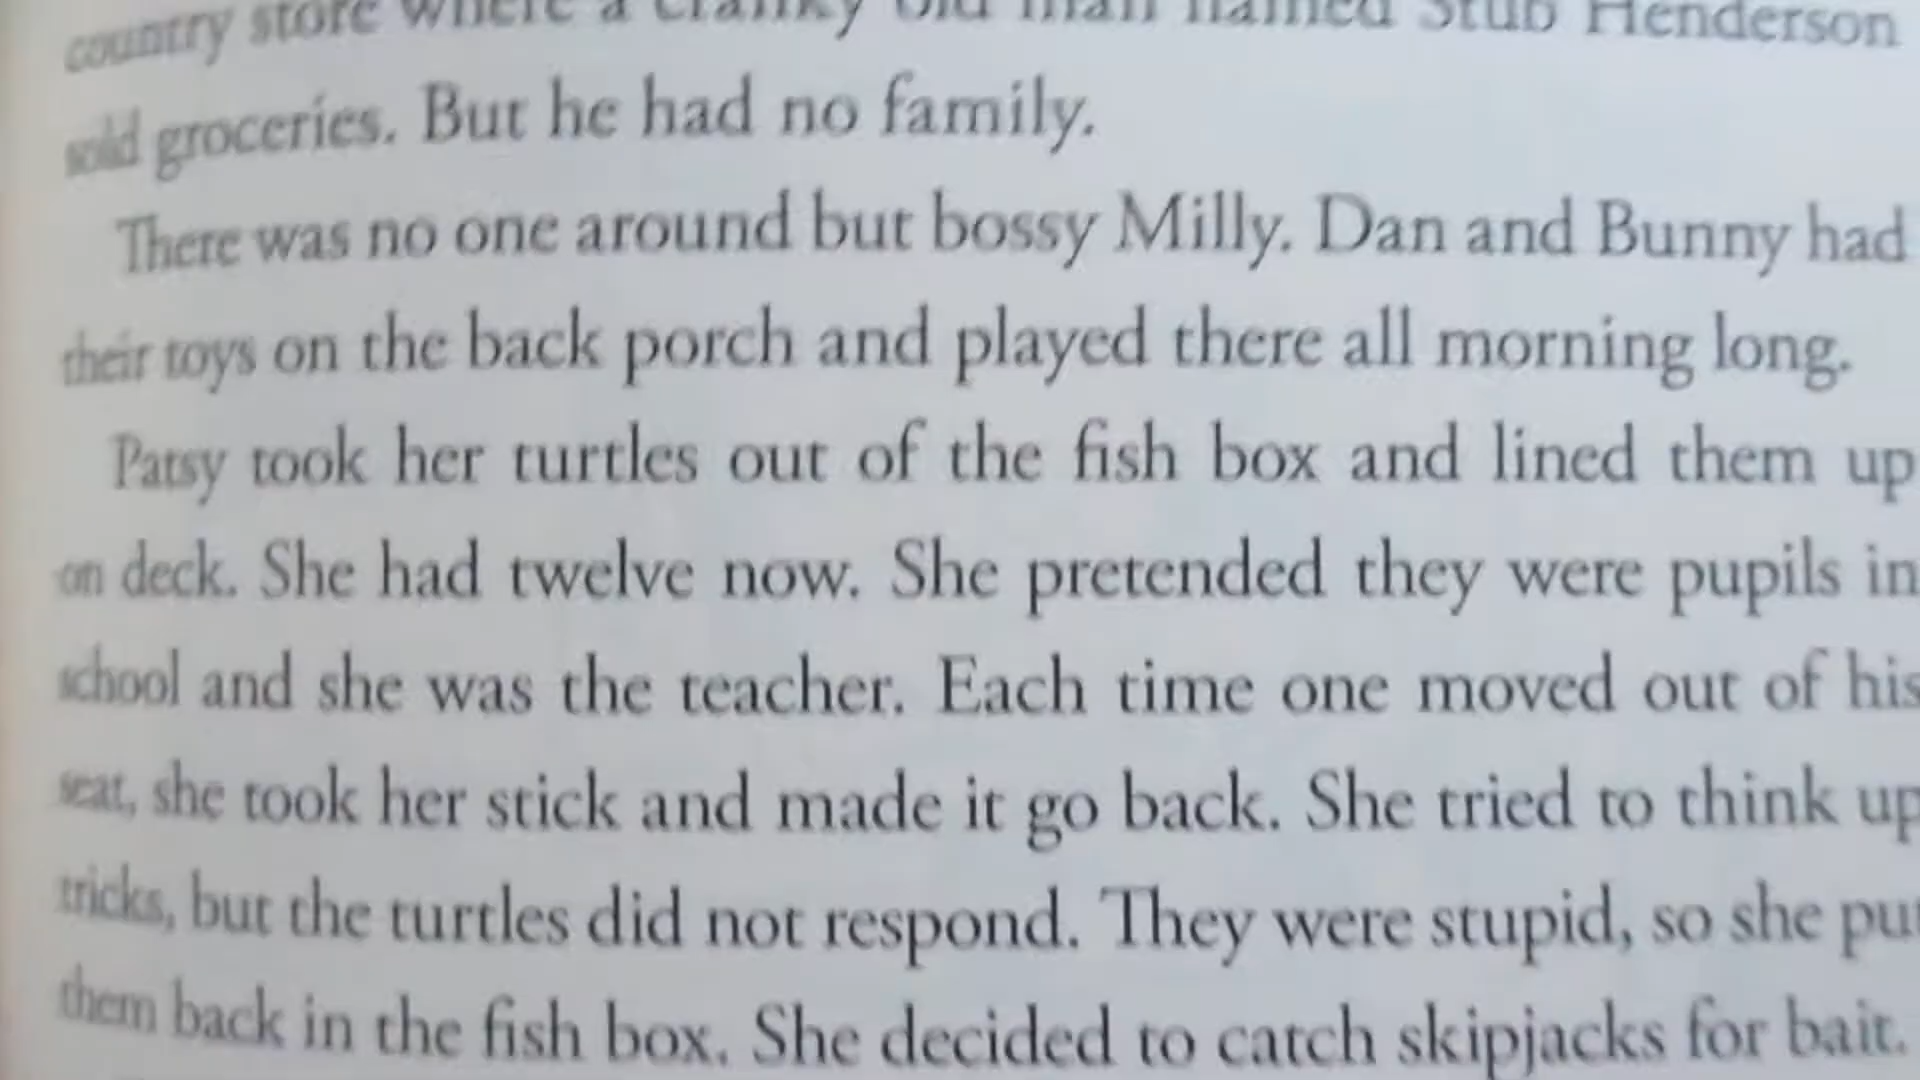 country store where a cranky old man named Stub Henderson
sold groceries. But he had no family.
There was no one around but bossy Milly. Dan and Bunny had
their toys on the back porch and played there all morning long.
Patsy took her turtles out of the fish box and lined them up
on deck. She had twelve now. She pretended they were pupils in
school and she was the teacher. Each time one moved out of his
seat, she took her stick and made it go back. She tried to think up
tricks, but the turtles did not respond. They were stupid, so she put
them back in the fish box. She decided to catch skipjacks for bait.